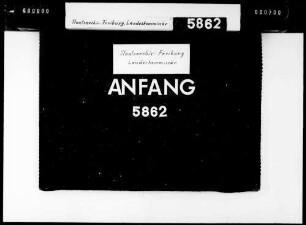 Staatsarchiv Freiburg, Landeskommissär 5862
Staatsarchiv Freiburg
Landeskommissär
ANFANG
5862